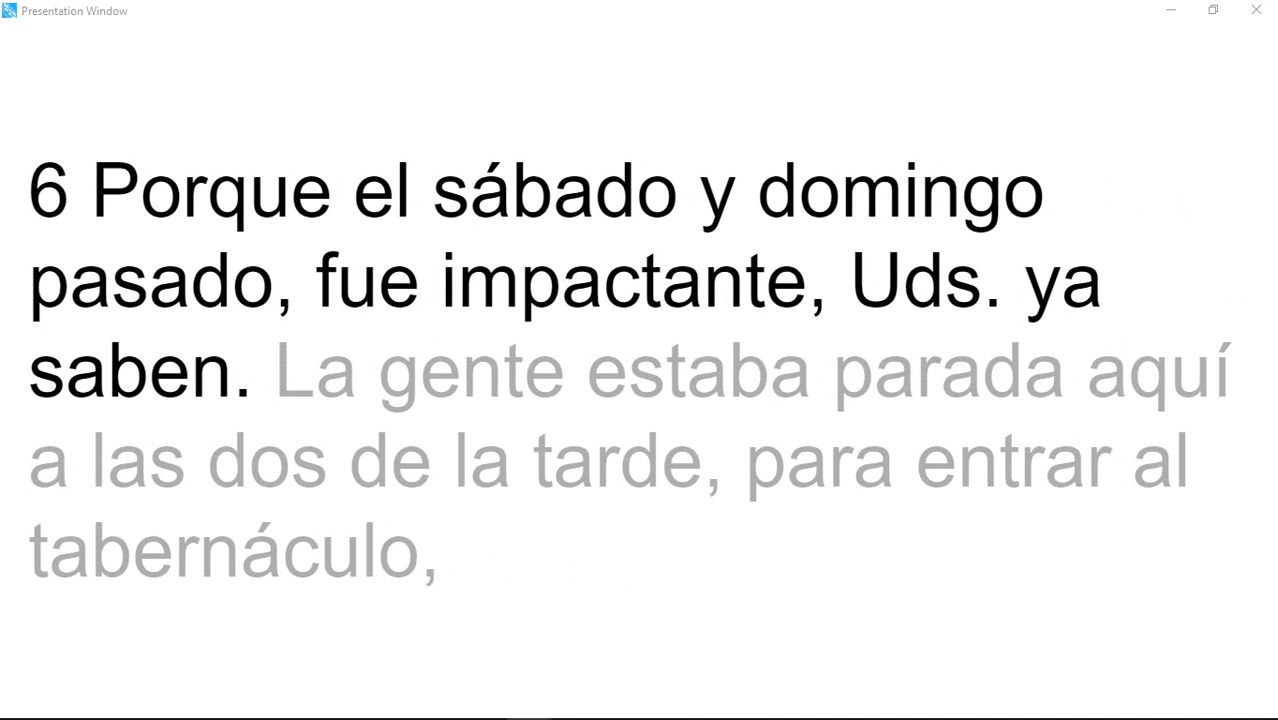 Presentation Window
6 Porque el sábado y domingo
pasado, fue impactante, Uds. ya
saben. La gente estaba parada aquí
a las dos de la tarde, para entrar al
tabernáculo,